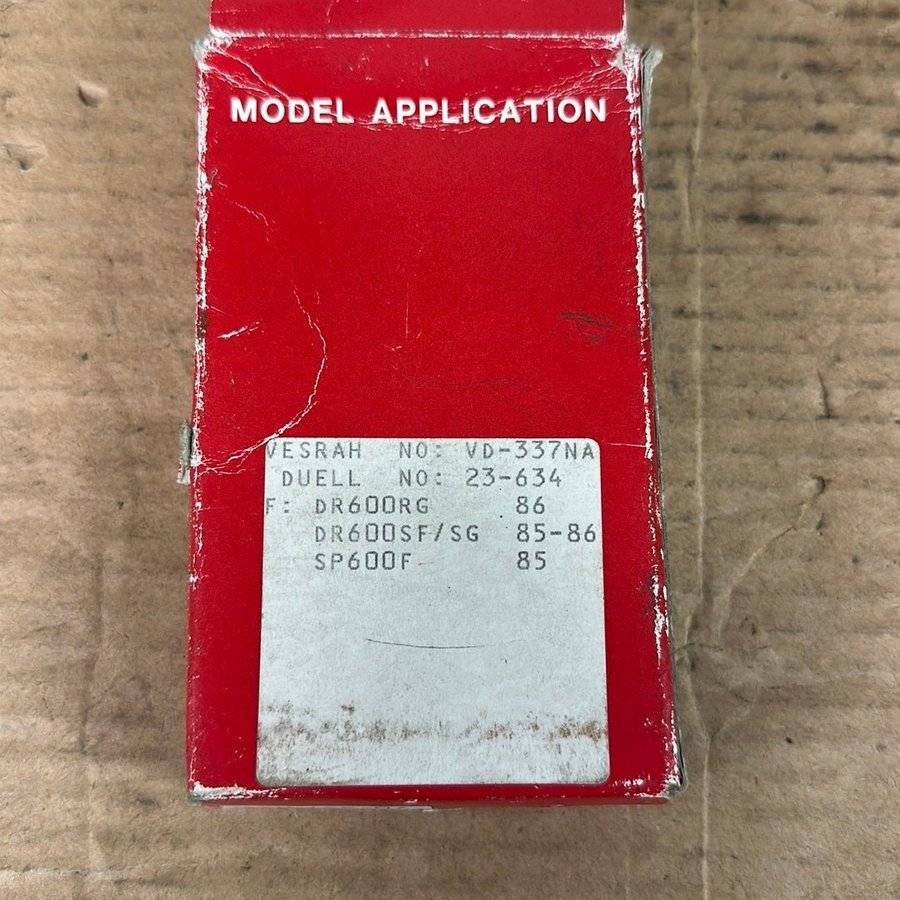 MODEL APPLICATION
VESRAH NO: VD-337NA
DUELL NO: 23-634
F: DR600RG 86
DR600SF/SG 85-86
SP600F 85